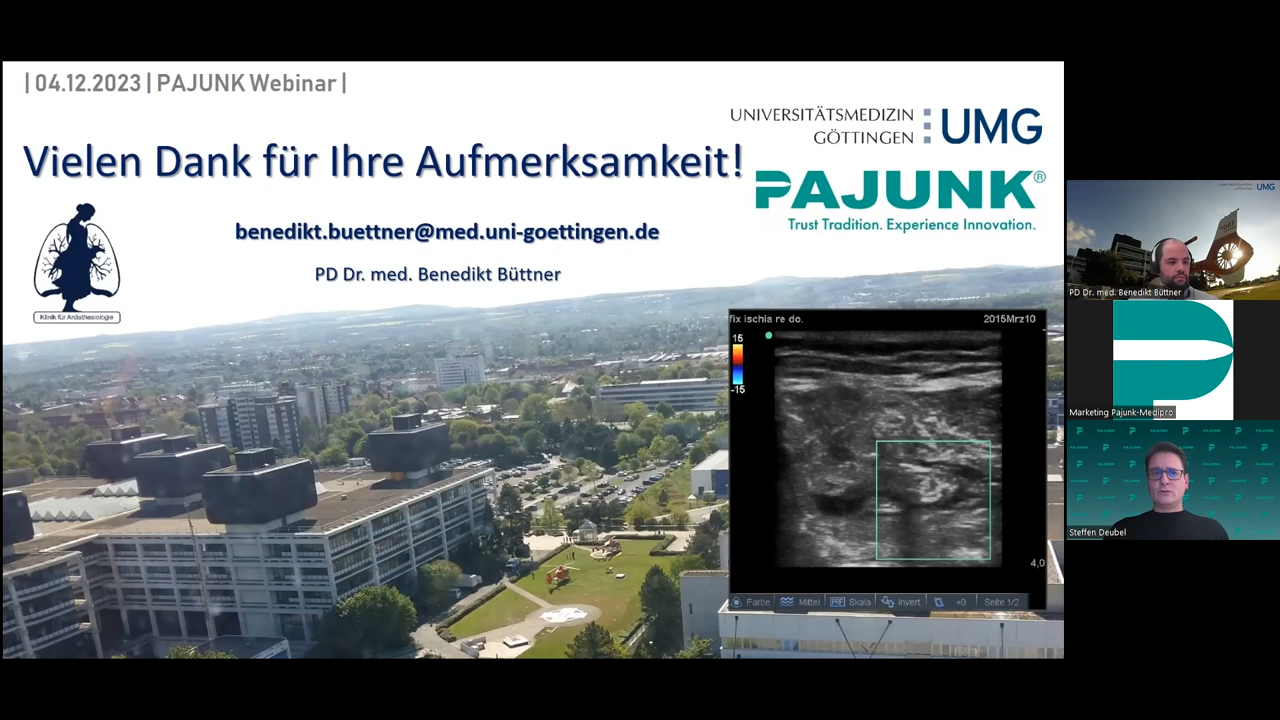 | 04.12.2023 | PAJUNK Webinar |
UNIVERSITÄTSMEDIZIN
GÖTTINGEN
UMG
Vielen Dank für Ihre Aufmerksamkeit!
PAJUNK®
Trust Tradition. Experience Innovation.
benedikt.buettner@med.uni-goettingen.de
PD Dr. med. Benedikt Büttner
Klinik für Anästhesiologie
fix ischia re do.
2015Mrz10
15
-15
4,0
Farbe
Mittel
PRF Skala
Invert
+0
Seite 1/2
UMG
PD Dr. med. Benedikt Büttner
Marketing Pajunk-Medipro
Steffen Deubel